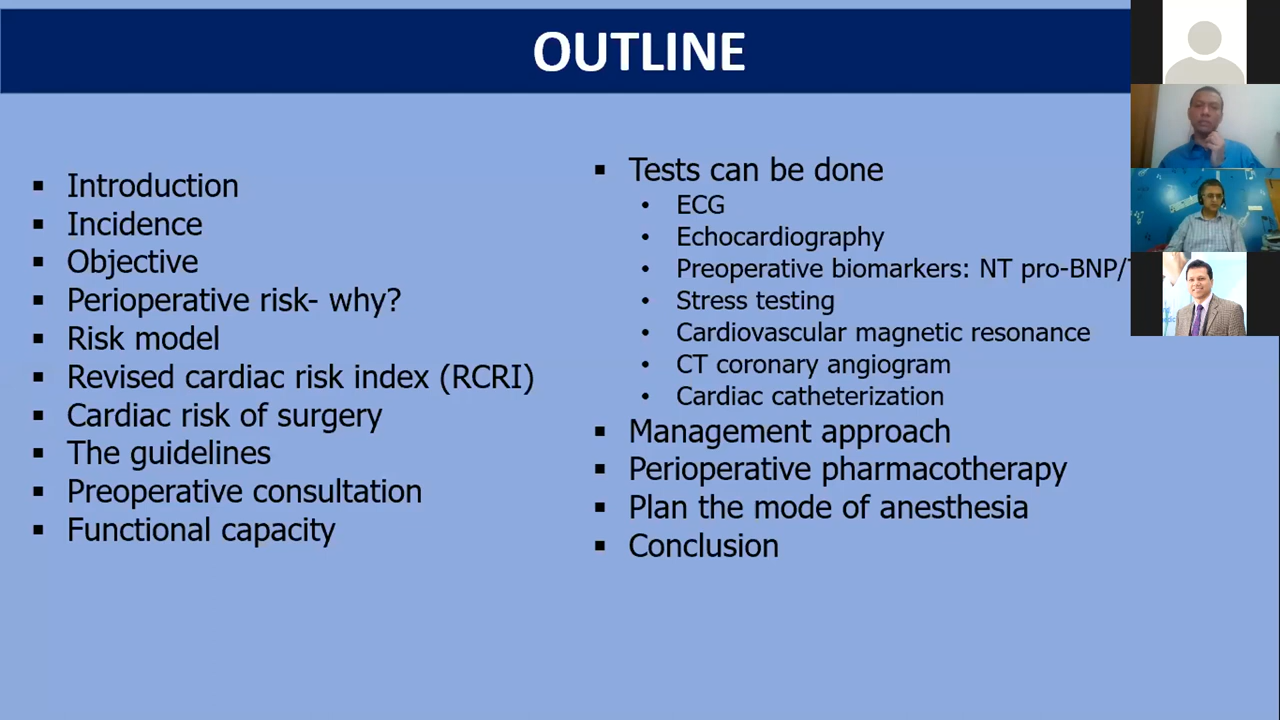 OUTLINE
Introduction
Incidence
Objective
Perioperative risk- why?
Risk model
Revised cardiac risk index (RCRI)
Cardiac risk of surgery
The guidelines
Preoperative consultation
Functional capacity
Tests can be done
ECG
Echocardiography
Preoperative biomarkers: NT pro-BNP/
Stress testing
Cardiovascular magnetic resonance
CT coronary angiogram
Cardiac catheterization
Management approach
Perioperative pharmacotherapy
Plan the mode of anesthesia
Conclusion